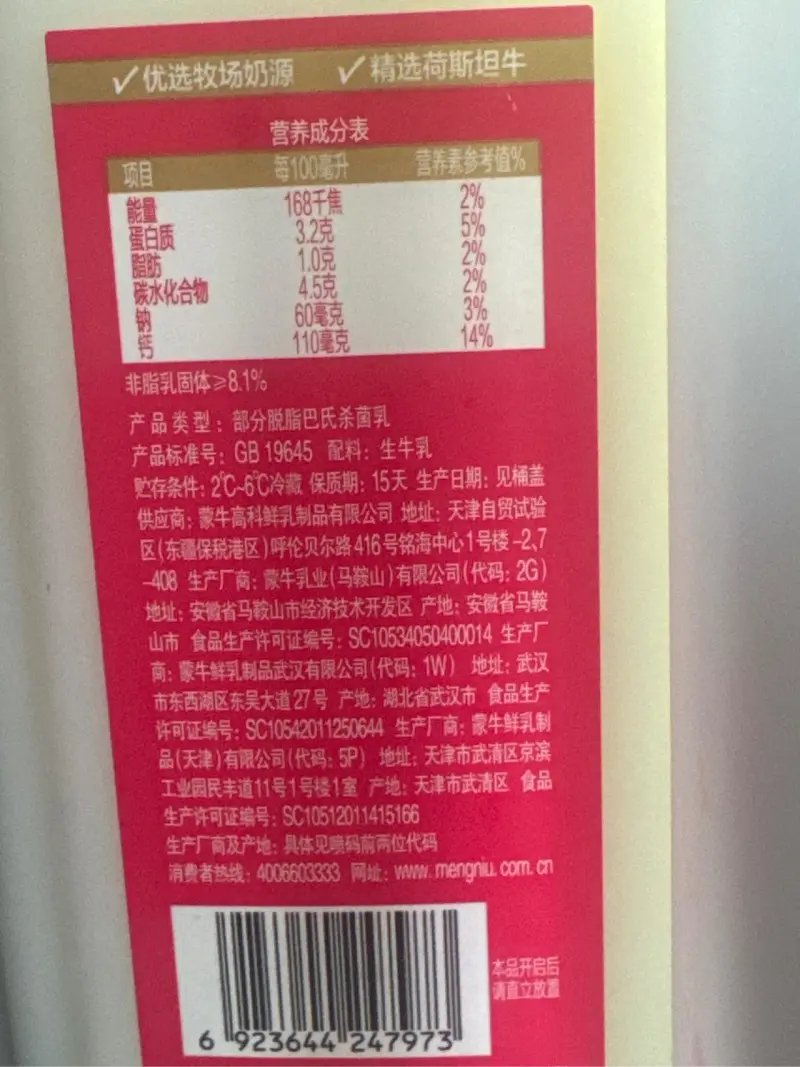 ✓优选牧场奶源 ✓精选荷斯坦牛
营养成分表
项目 每100毫升 营养素参考值%
能量 168千焦 2%
蛋白质 3.2克 5%
脂肪 1.0克 2%
碳水化合物 4.5克 2%
钠 60毫克 3%
钙 110毫克 14%
非脂乳固体≥8.1%
产品类型：部分脱脂巴氏杀菌乳
产品标准号：GB 19645 配料：生牛乳
贮存条件：2℃~6℃冷藏 保质期：15天 生产日期：见桶盖
供应商：蒙牛高科鲜乳制品有限公司 地址：天津自贸试验
区(东疆保税港区)呼伦贝尔路416号铭海中心1号楼-2、7
-408 生产厂商：蒙牛乳业(马鞍山)有限公司(代码：2G)
地址：安徽省马鞍山市经济技术开发区 产地：安徽省马鞍
山市 食品生产许可证编号：SC10534050400014 生产厂
商：蒙牛鲜乳制品武汉有限公司(代码：1W) 地址：武汉
市东西湖区东吴大道27号 产地：湖北省武汉市 食品生产
许可证编号：SC10542011250644 生产厂商：蒙牛鲜乳制
品(天津)有限公司(代码：5P) 地址：天津市武清区京滨
工业园民丰道11号1号楼1室 产地：天津市武清区 食品
生产许可证编号：SC10512011415166
生产厂商及产地：具体见喷码前两位代码
消费者热线：4006603333 网址：www.mengniu.com.cn
本品开启后
请直立放置
6 923644 247973